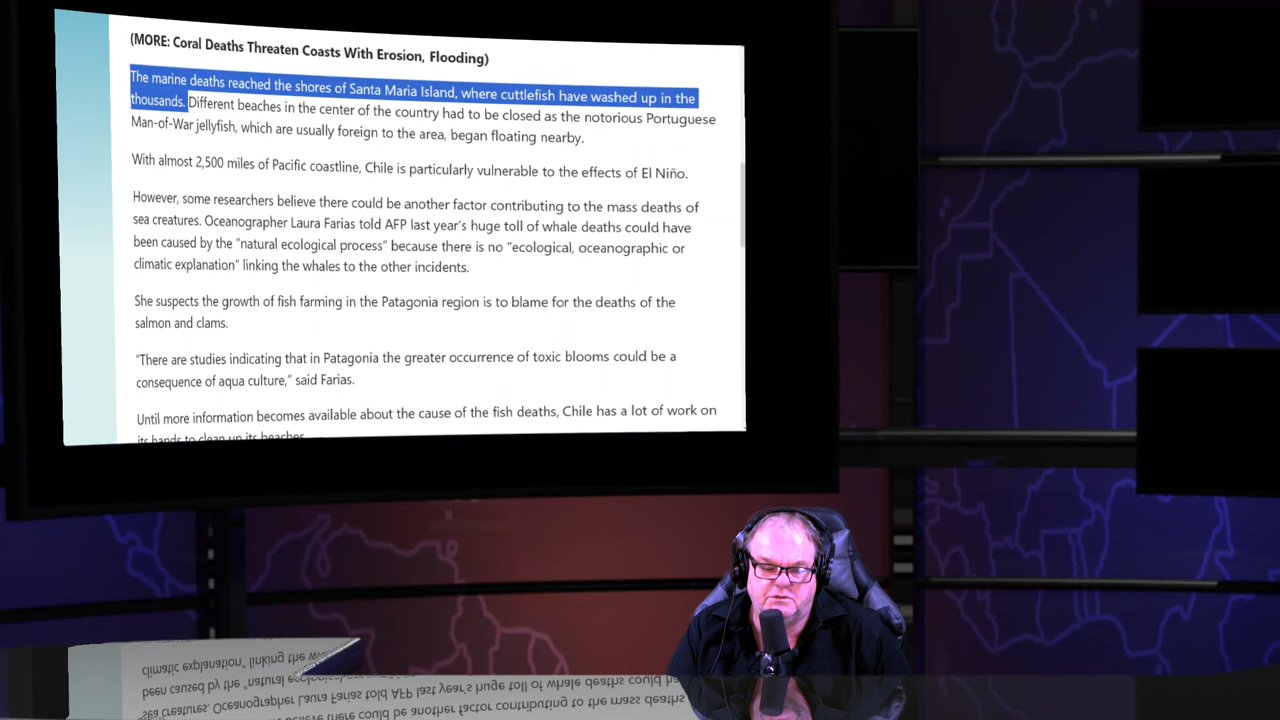 (MORE: Coral Deaths Threaten Coasts With Erosion, Flooding)
The marine deaths reached the shores of Santa Maria Island, where cuttlefish have washed up in the
thousands. Different beaches in the center of the country had to be closed as the notorious Portuguese
Man-of-War jellyfish, which are usually foreign to the area, began floating nearby.
With almost 2,500 miles of Pacific coastline, Chile is particularly vulnerable to the effects of El Niño.
However, some researchers believe there could be another factor contributing to the mass deaths of
sea creatures. Oceanographer Laura Farias told AFP last year’s huge toll of whale deaths could have
been caused by the “natural ecological process” because there is no “ecological, oceanographic or
climatic explanation” linking the whales to the other incidents.
She suspects the growth of fish farming in the Patagonia region is to blame for the deaths of the
salmon and clams.
“There are studies indicating that in Patagonia the greater occurrence of toxic blooms could be a
consequence of aqua culture,” said Farias.
Until more information becomes available about the cause of the fish deaths, Chile has a lot of work on
its hands to clean up its beaches